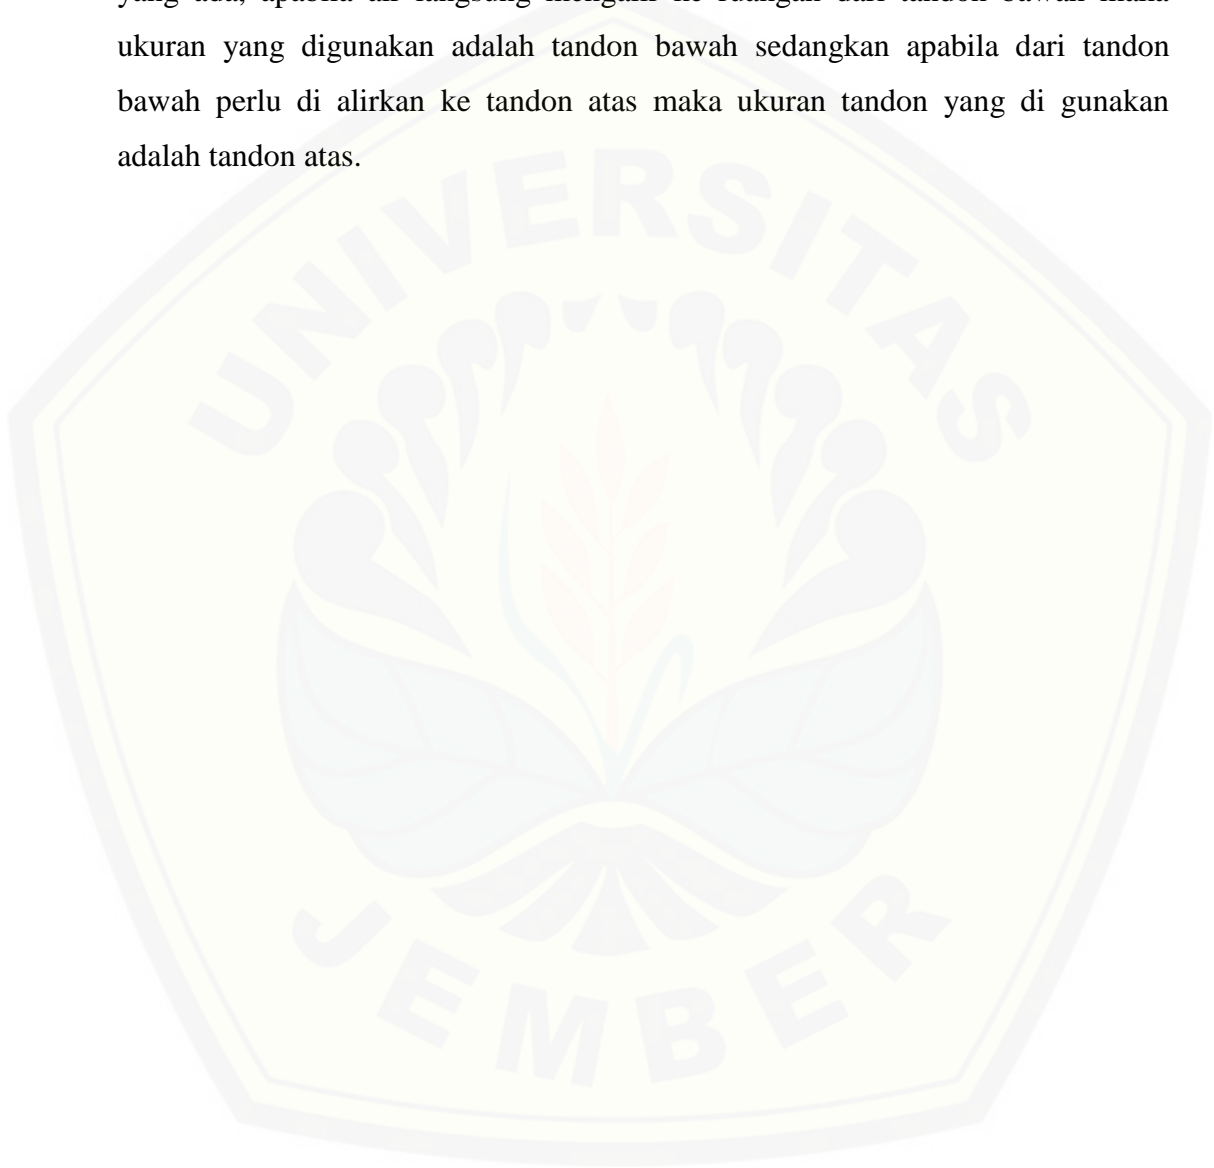 yang ada, apabila air langsung mengalir ke ruangan dari tandon bawah maka
ukuran yang digunakan adalah tandon bawah sedangkan apabila dari tandon
bawah perlu di alirkan ke tandon atas maka ukuran tandon yang di gunakan
adalah tandon atas.
UNIVERSITAS
JEMBER